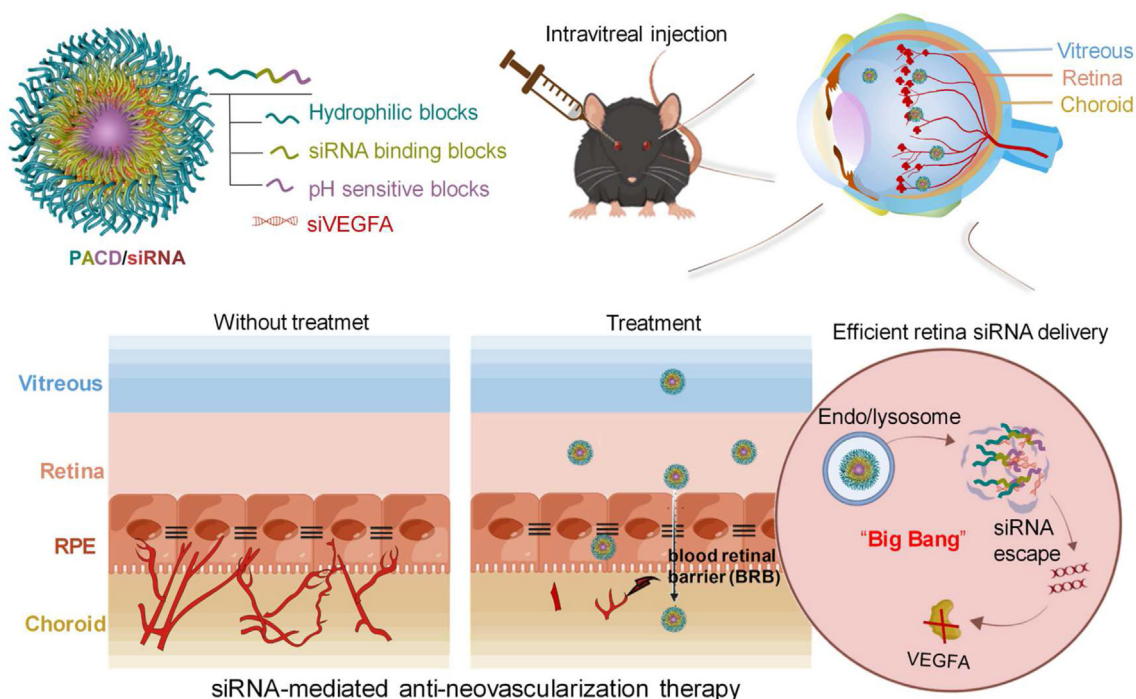 Intravitreal injection
Vitreous
Retina
Choroid
Hydrophilic blocks
siRNA binding blocks
pH sensitive blocks
siVEGFA
PACD/siRNA
Without treatmet
Treatment
Efficient retina siRNA delivery
Vitreous
Retina
RPE
Choroid
blood retinal
barrier (BRB)
Endo/lysosome
siRNA
escape
“Big Bang”
VEGFA
siRNA-mediated anti-neovascularization therapy